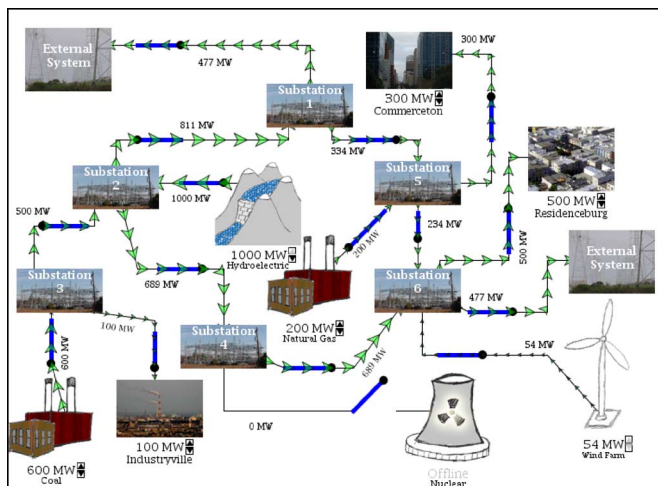 External
System
477 MW
300 MW
300 MW
Commerceton
Substation
1
811 MW
334 MW
Substation
2
1000 MW
Substation
5
500 MW
Residenceburg
500 MW
1000 MW
Hydroelectric
200 MW
234 MW
500 MW
External
System
689 MW
Substation
3
100 MW
Substation
6
477 MW
200 MW
Natural Gas
Substation
4
600 MW
689 MW
54 MW
0 MW
100 MW
Industryville
54 MW
Wind Farm
600 MW
Coal
Offline
Nuclear